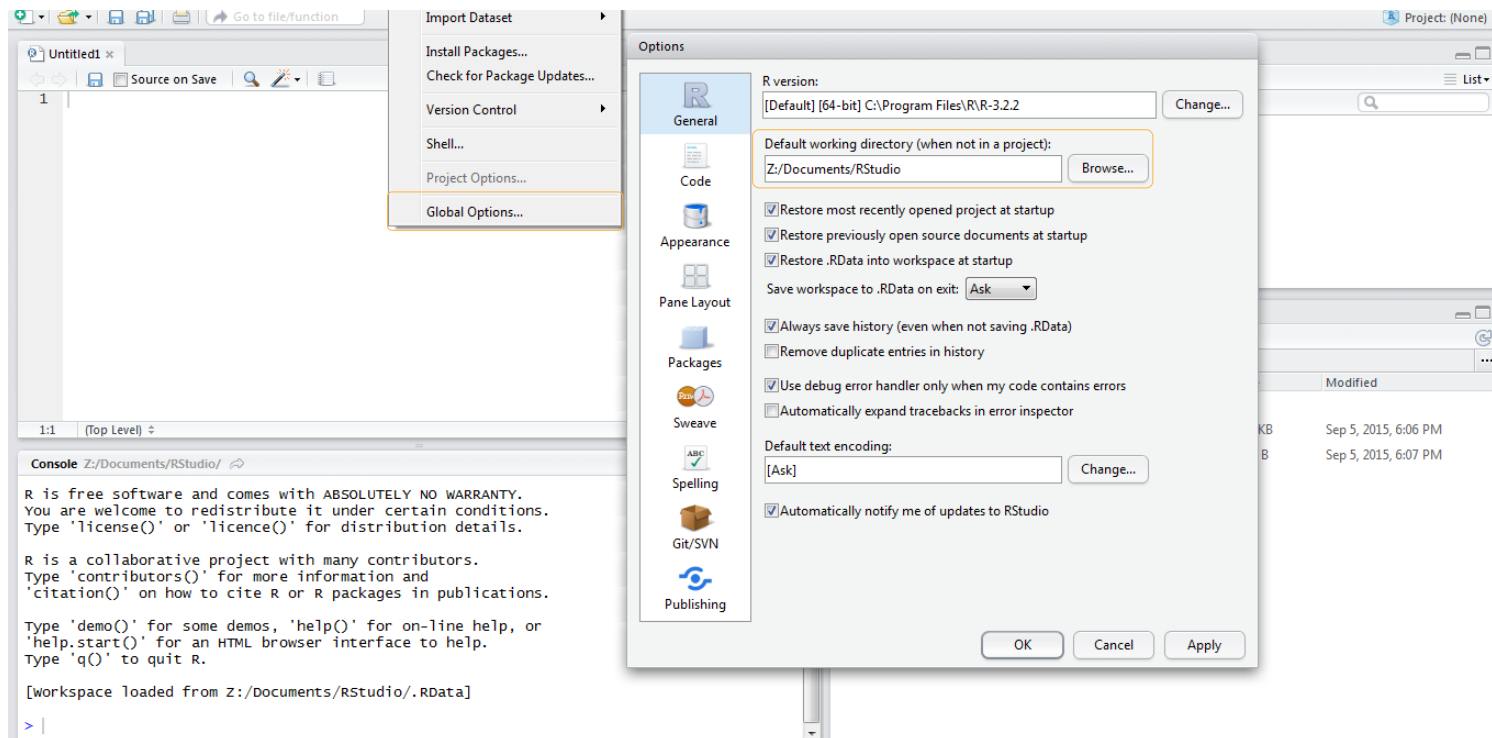 Go to file/function
Project: (None)
Import Dataset
Install Packages...
Check for Package Updates...
Version Control
Shell...
Project Options...
Global Options...
Untitled1
Source on Save
1
1:1 (Top Level)
List
Options
General
Code
Appearance
Pane Layout
Packages
Sweave
Spelling
Git/SVN
Publishing
R version:
[Default] [64-bit] C:\Program Files\R\R-3.2.2
Change...
Default working directory (when not in a project):
Z:/Documents/RStudio
Browse...
Restore most recently opened project at startup
Restore previously open source documents at startup
Restore .RData into workspace at startup
Save workspace to .RData on exit: Ask
Always save history (even when not saving .RData)
Remove duplicate entries in history
Use debug error handler only when my code contains errors
Automatically expand tracebacks in error inspector
Default text encoding:
[Ask]
Change...
Automatically notify me of updates to RStudio
OK Cancel Apply
Modified
KB Sep 5, 2015, 6:06 PM
B Sep 5, 2015, 6:07 PM
Console Z:/Documents/RStudio/
R is free software and comes with ABSOLUTELY NO WARRANTY.
You are welcome to redistribute it under certain conditions.
Type 'license()' or 'licence()' for distribution details.
R is a collaborative project with many contributors.
Type 'contributors()' for more information and
'citation()' on how to cite R or R packages in publications.
Type 'demo()' for some demos, 'help()' for on-line help, or
'help.start()' for an HTML browser interface to help.
Type 'q()' to quit R.
[Workspace loaded from Z:/Documents/RStudio/.RData]
>